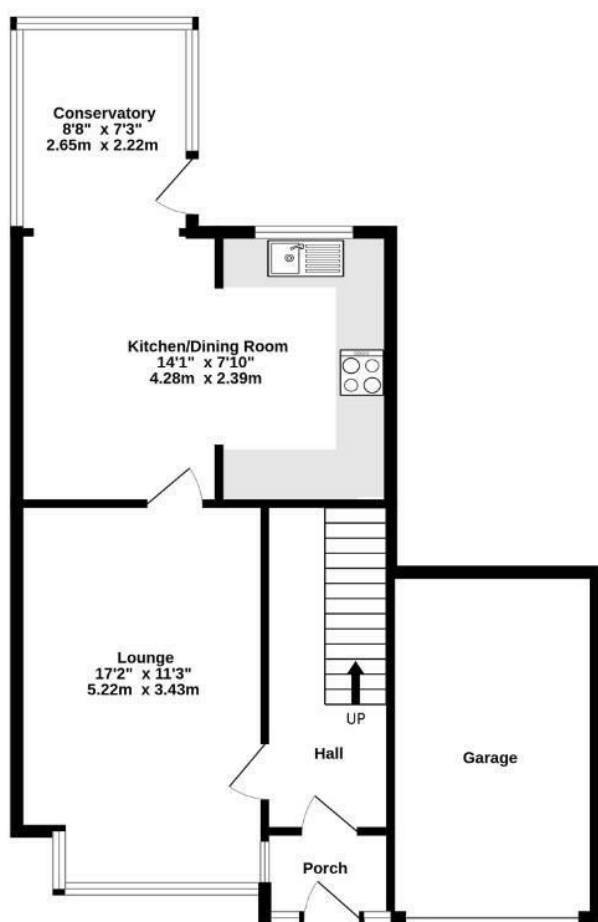 Conservatory
8'8" x 7'3"
2.65m x 2.22m
Kitchen/Dining Room
14'1" x 7'10"
4.28m x 2.39m
Lounge
17'2" x 11'3"
5.22m x 3.43m
UP
Hall
Garage
Porch